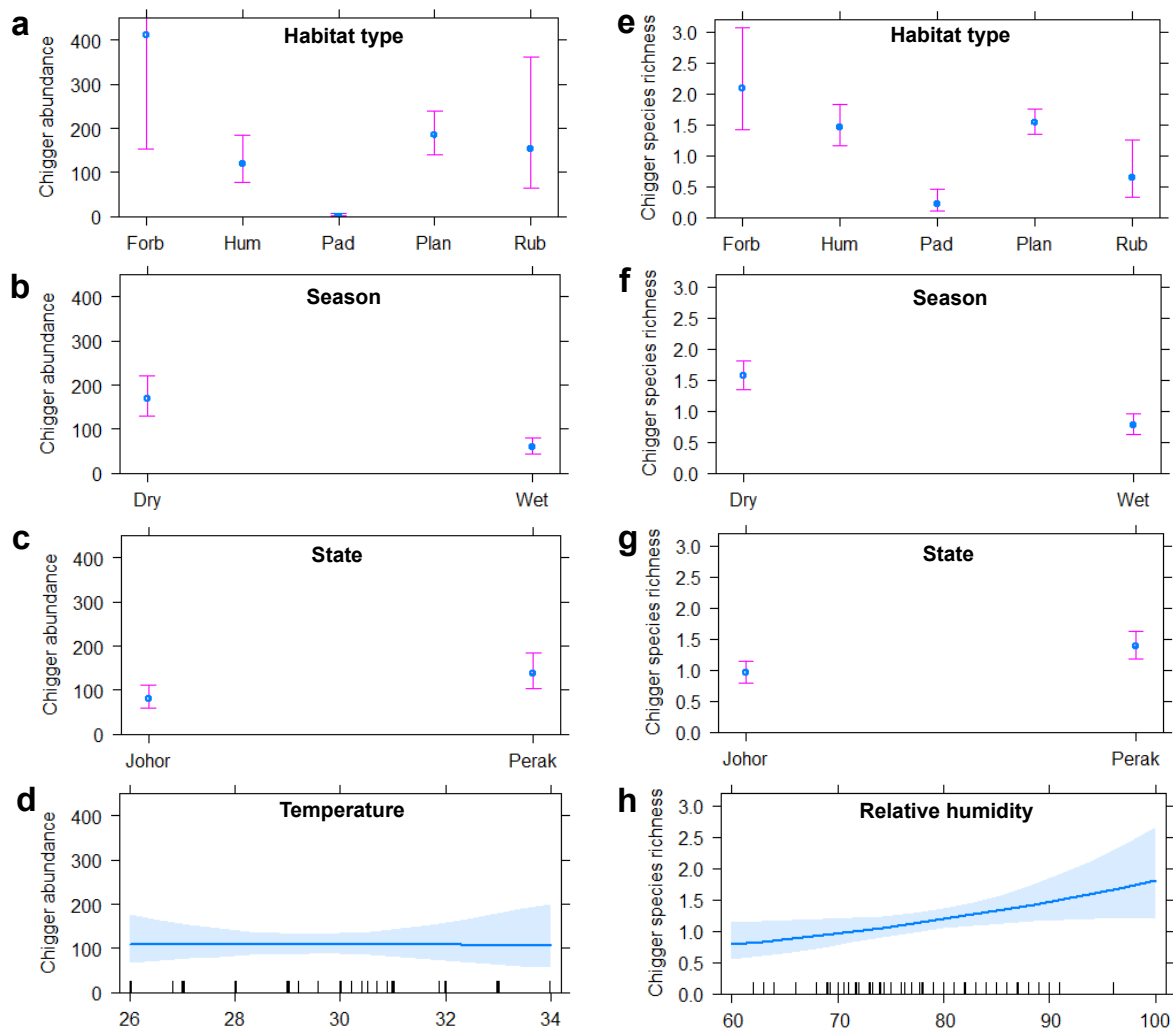 a
Habitat type
Chigger abundance
400
300
200
100
0
Forb Hum Pad Plan Rub
e
Habitat type
Chigger species richness
3.0
2.5
2.0
1.5
1.0
0.5
0.0
Forb Hum Pad Plan Rub
b
Season
Chigger abundance
400
300
200
100
0
Dry Wet
f
Season
Chigger species richness
3.0
2.5
2.0
1.5
1.0
0.5
0.0
Dry Wet
c
State
Chigger abundance
400
300
200
100
0
Johor Perak
g
State
Chigger species richness
3.0
2.5
2.0
1.5
1.0
0.5
0.0
Johor Perak
d
Temperature
Chigger abundance
400
300
200
100
0
26 28 30 32 34
h
Relative humidity
Chigger species richness
3.0
2.5
2.0
1.5
1.0
0.5
0.0
60 70 80 90 100